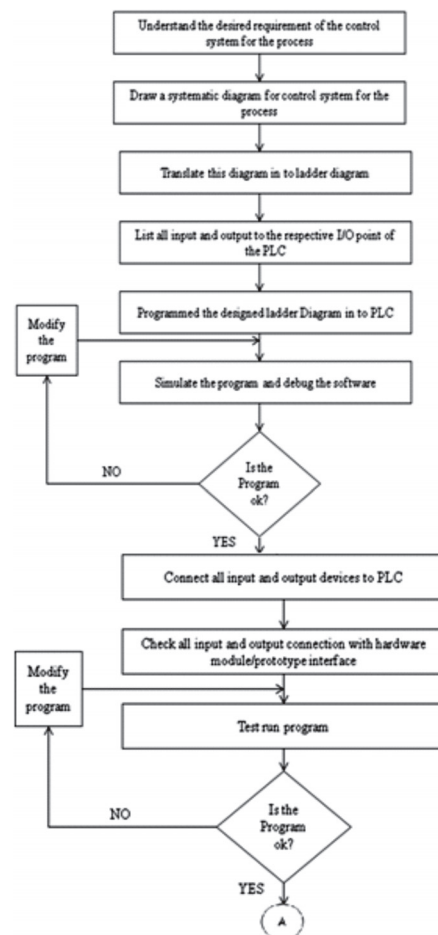 Understand the desired requirement of the control
system for the process
Draw a systematic diagram for control system for the
process
Translate this diagram in to ladder diagram
List all input and output to the respective I/O point of
the PLC
Programmed the designed ladder Diagram in to PLC
Modify
the
program
Simulate the program and debug the software
Is the
Program
ok?
NO
YES
Connect all input and output devices to PLC
Check all input and output connection with hardware
module/prototype interface
Modify
the
program
Test run program
Is the
Program
ok?
NO
YES
A